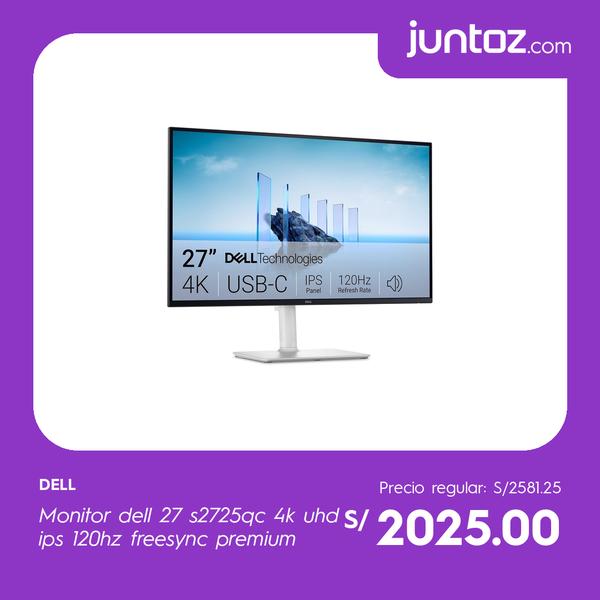 juntoz.com
27” DELLTechnologies
4K USB-C IPS Panel 120Hz Refresh Rate
DELL
DELL
Precio regular: S/2581.25
Monitor dell 27 s2725qc 4k uhd
ips 120hz freesync premium
S/ 2025.00